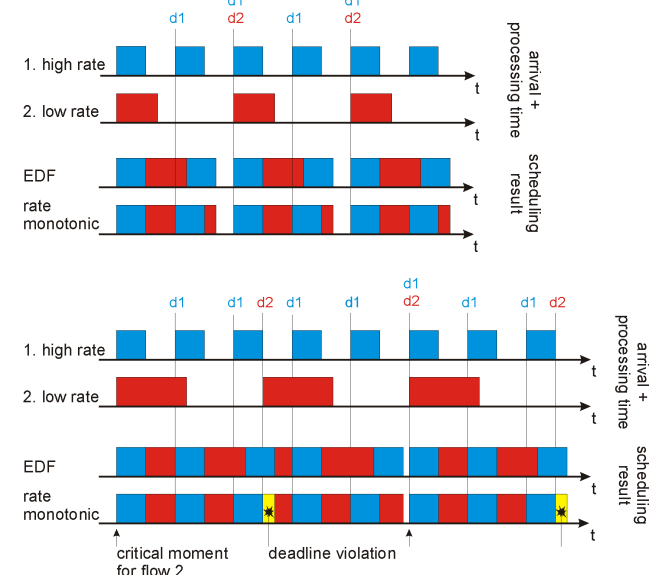 d1
d1
d1
d2
d1
d1
d2
1. high rate
t
2. low rate
t
arrival +
processing time
EDF
t
rate
monotonic
t
scheduling
result
d1
d1
d1
d2
d1
d1
d2
d1
d1
d2
1. high rate
t
2. low rate
t
arrival +
processing time
EDF
t
rate
monotonic
t
scheduling
result
critical moment
for flow 2
deadline violation